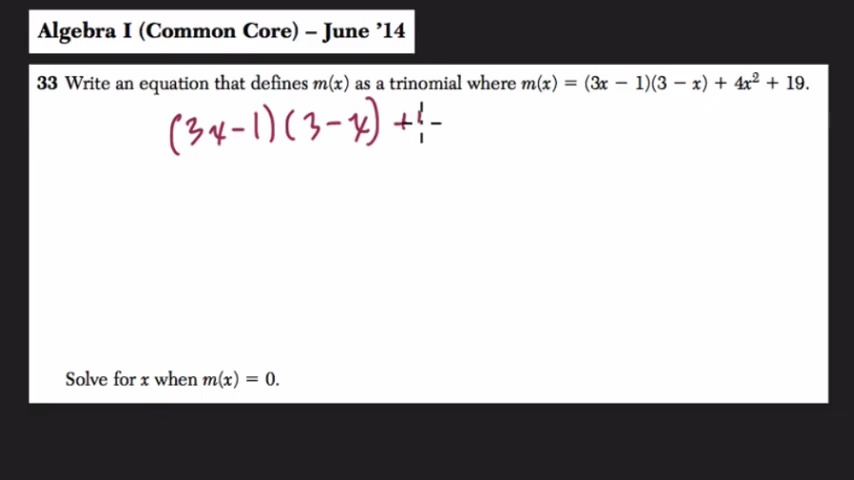 Algebra I (Common Core) – June ’14
33 Write an equation that defines m(x) as a trinomial where m(x) = (3x − 1)(3 − x) + 4x² + 19.
(3x-1)(3-x) +
Solve for x when m(x) = 0.